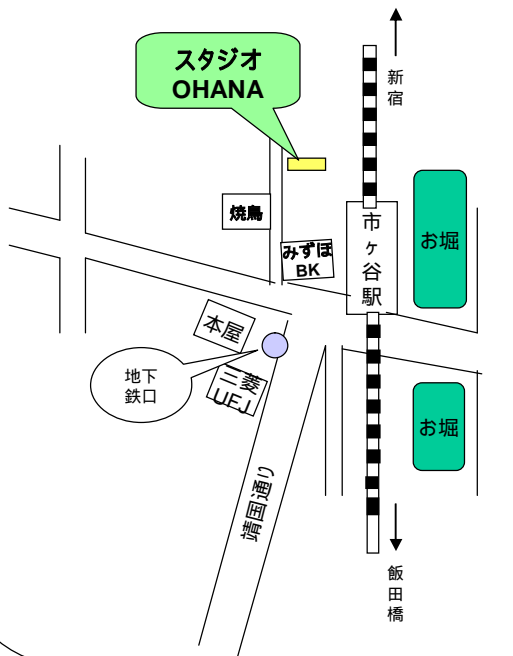 スタジオ
OHANA
新宿
焼鳥
みずほ
BK
市ヶ谷駅
お堀
本屋
地下
鉄口
三菱
UFJ
お堀
靖国通り
飯田橋